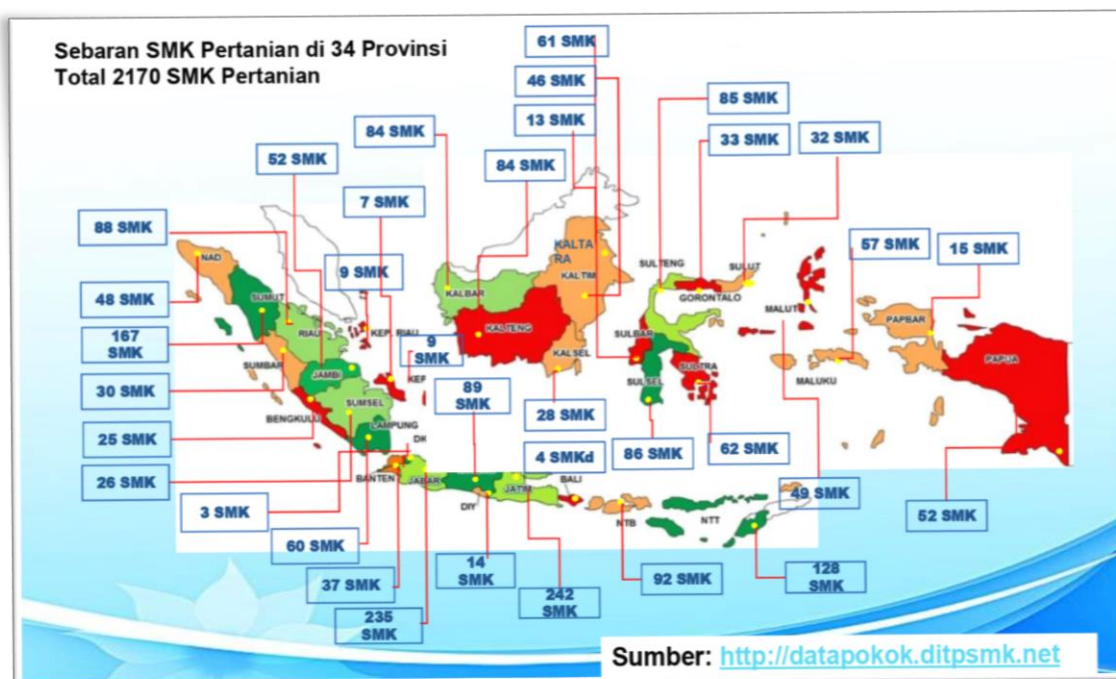 Sebaran SMK Pertanian di 34 Provinsi
Total 2170 SMK Pertanian
61 SMK
46 SMK
13 SMK
85 SMK
33 SMK
32 SMK
84 SMK
84 SMK
52 SMK
7 SMK
88 SMK
9 SMK
57 SMK
15 SMK
48 SMK
167
SMK
30 SMK
25 SMK
26 SMK
3 SMK
60 SMK
37 SMK
235
SMK
9
SMK
89
SMK
14
SMK
242
SMK
28 SMK
4 SMKd
86 SMK
62 SMK
92 SMK
49 SMK
128
SMK
52 SMK
NAD
SUMUT
RIAU
KEP. RIAU
SUMBAR
JAMBI
KEP
SUMSEL
BENGKULU
LAMPUNG
DK
BANTEN
JABAR
DIY
JATIM
BALI
NTB
NTT
KALBAR
KALTENG
KALTA
RA
KALTIM
KALSEL
SULTENG
SULUT
GORONTALO
SULBAR
SULSEL
SULTRA
MALUT
MALUKU
PAPBAR
PAPUA
Sumber: http://datapokok.ditpsmk.net